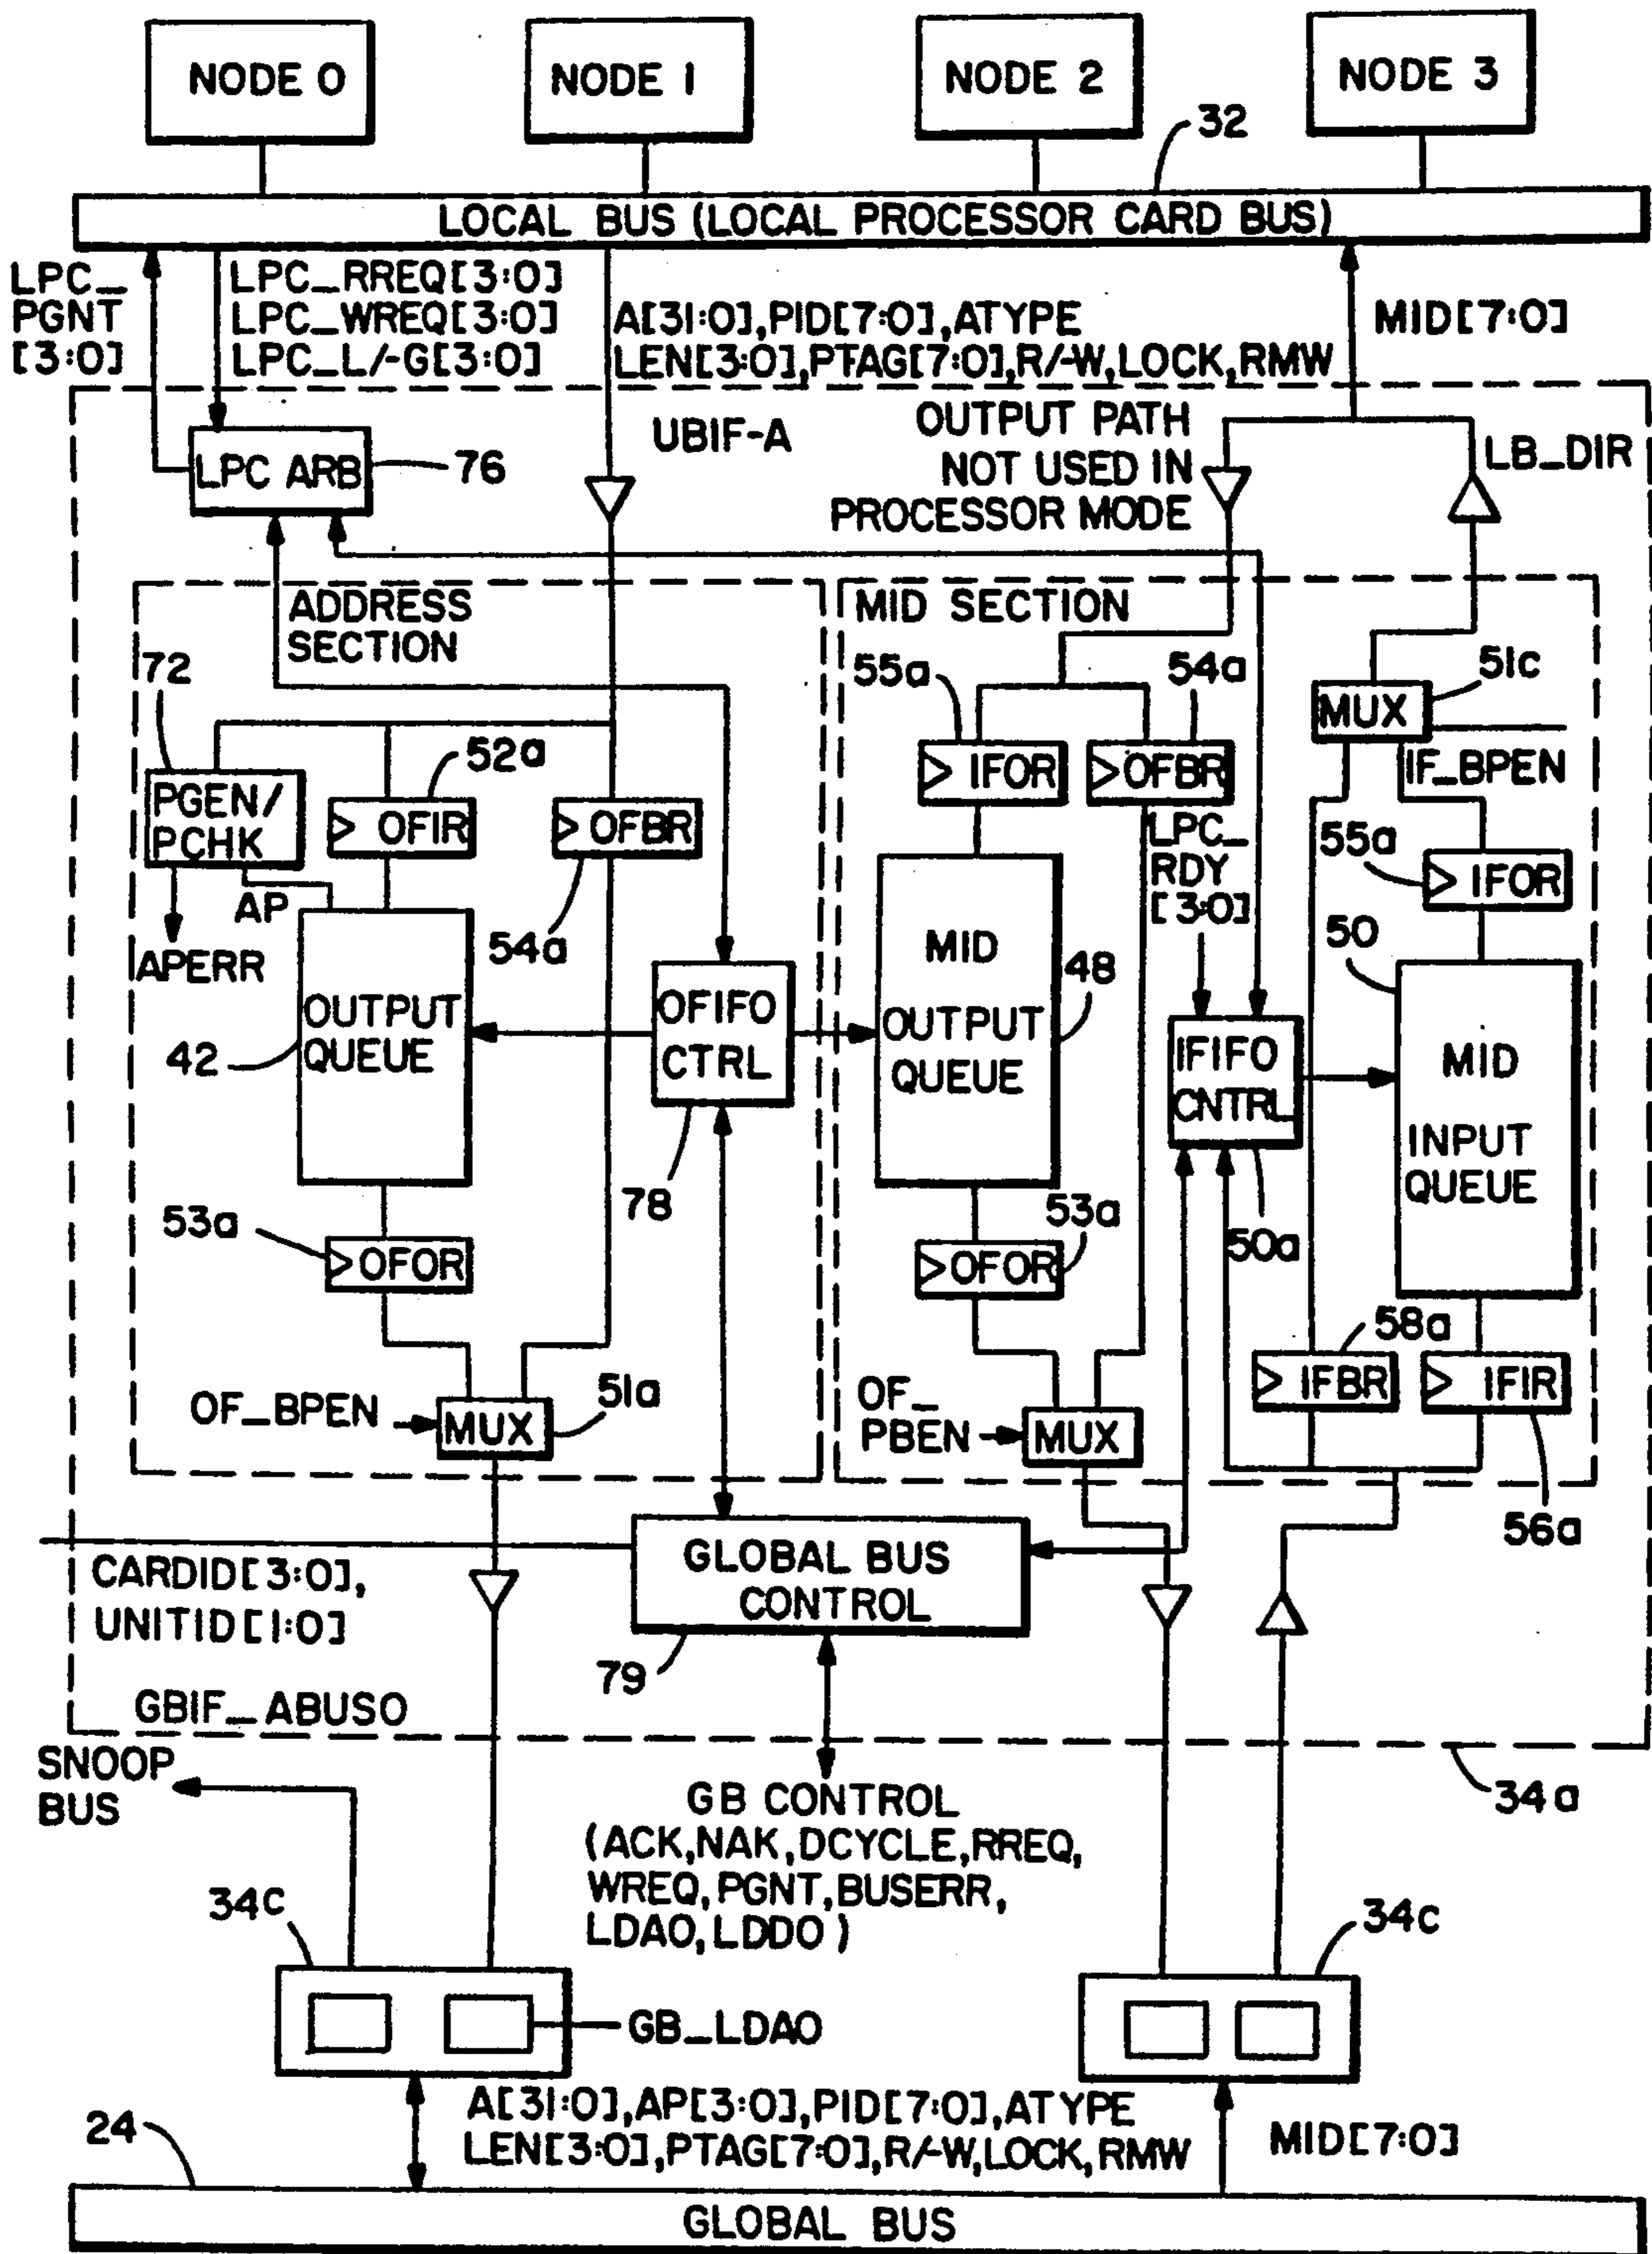 NODE 0
NODE 1
NODE 2
NODE 3
32
LOCAL BUS (LOCAL PROCESSOR CARD BUS)
LPC_
PGNT
[3:0]
LPC_RREQ[3:0]
LPC_WREQ[3:0]
LPC_L/-G[3:0]
A[31:0],PID[7:0],ATYPE
LEN[3:0],PTAG[7:0],R/-W,LOCK,RMW
MID[7:0]
LPC ARB
76
UBIF-A
OUTPUT PATH
NOT USED IN
PROCESSOR MODE
LB_DIR
ADDRESS
SECTION
MID SECTION
72
52a
55a
54a
51c
MUX
IF_BPEN
PGEN/
PCHK
OFIR
OFBR
IFOR
OFBR
55a
IFOR
AP
APERR
54a
LPC_
RDY
[3:0]
50
42
OUTPUT
QUEUE
OFIFO
CTRL
78
MID
OUTPUT
QUEUE
48
IFIFO
CNTRL
50a
MID
INPUT
QUEUE
53a
OFOR
53a
OFOR
58a
IFBR
IFIR
56a
OF_BPEN
MUX
51a
OF_
PBEN
MUX
CARDID[3:0],
UNITID[1:0]
GLOBAL BUS
CONTROL
79
GBIF_ABUSO
34a
SNOOP
BUS
GB CONTROL
(ACK,NAK,DCYCLE,RREQ,
WREQ,PGNT,BUSERR,
LDAO,LDDO)
34c
34c
GB_LDAO
A[31:0],AP[3:0],PID[7:0],ATYPE
LEN[3:0],PTAG[7:0],R/-W,LOCK,RMW
MID[7:0]
24
GLOBAL BUS